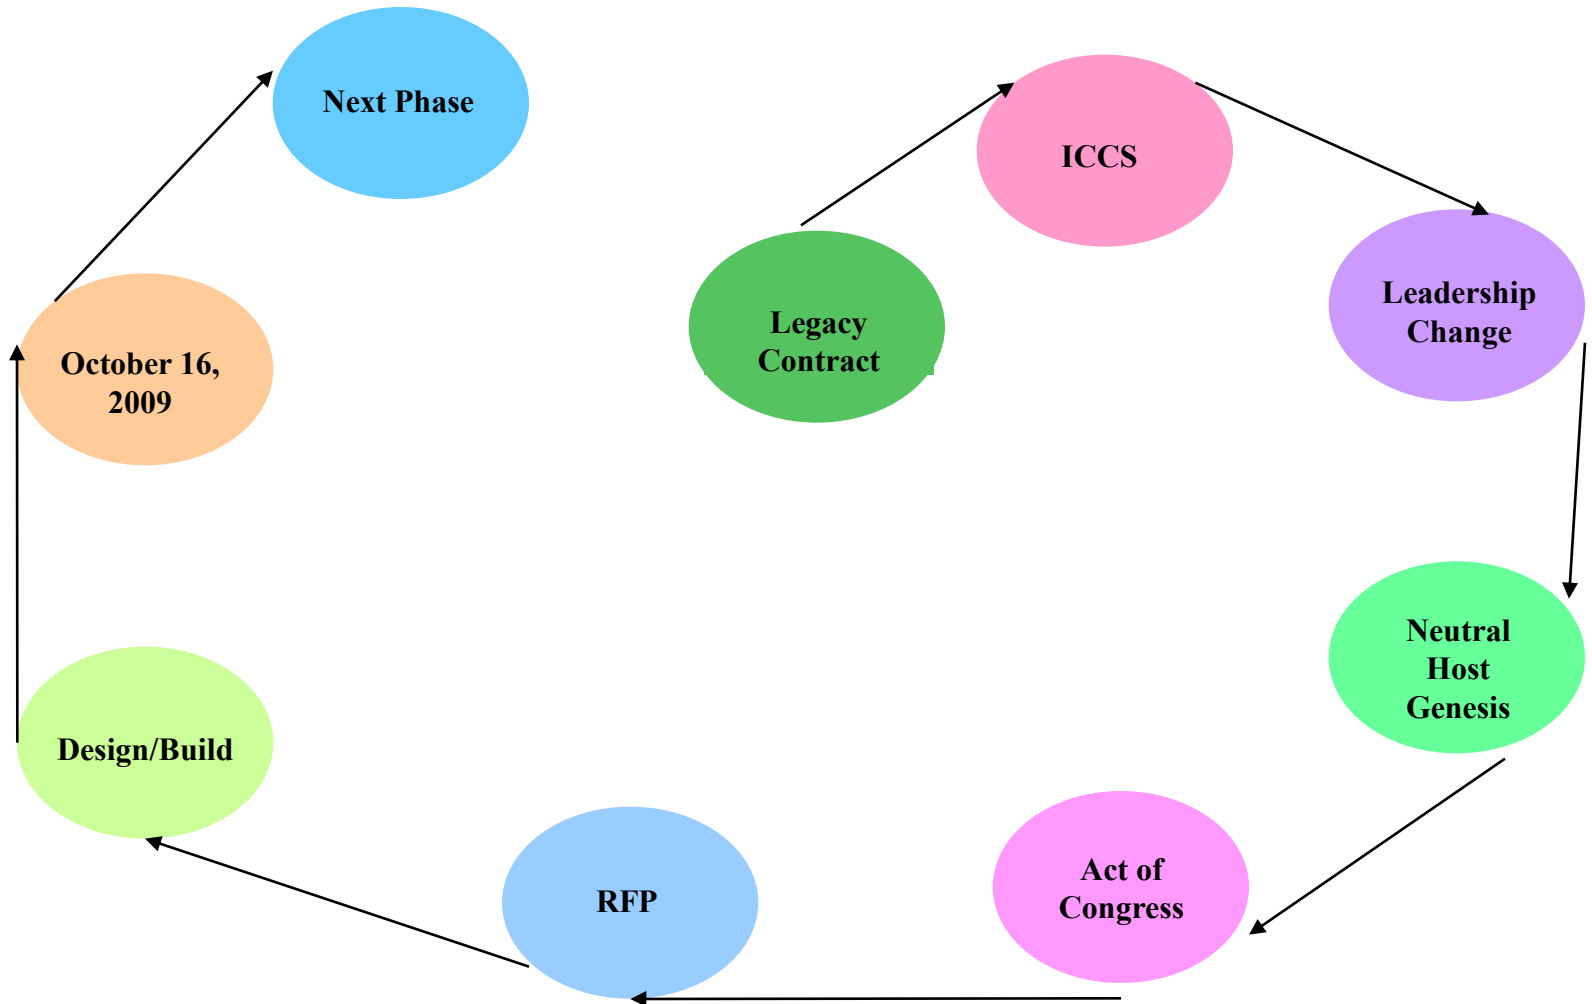 Next Phase
ICCS
Leadership
Change
Legacy
Contract
October 16,
2009
Neutral
Host
Genesis
Design/Build
Act of
Congress
RFP